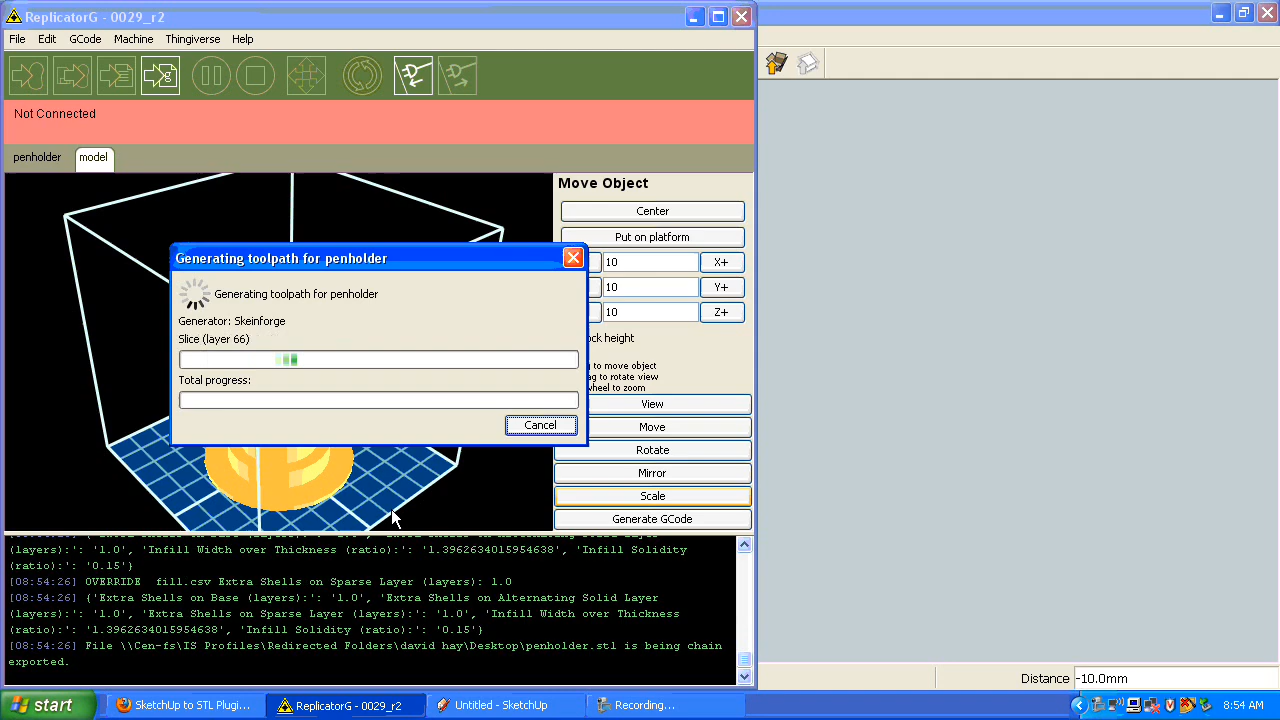 ReplicatorG - 0029_r2
File Edit GCode Machine Thingiverse Help
Not Connected
penholder model
Move Object
Center
Put on platform
10 X+
10 Y+
10 Z+
ock height
g to move object
ag to rotate view
wheel to zoom
View
Move
Rotate
Mirror
Scale
Generate GCode
Generating toolpath for penholder
Generating toolpath for penholder
Generator: Skeinforge
Slice (layer 66)
Total progress:
Cancel
(layers):': '1.0', 'Infill Width over Thickness (ratio):': '1.3962634015954638', 'Infill Solidity
(ratio):': '0.15'}
[08:54:26] OVERRIDE fill.csv Extra Shells on Sparse Layer (layers): 1.0
[08:54:26] {'Extra Shells on Base (layers):': '1.0', 'Extra Shells on Alternating Solid Layer
(layers):': '1.0', 'Extra Shells on Sparse Layer (layers):': '1.0', 'Infill Width over Thickness
(ratio):': '1.3962634015954638', 'Infill Solidity (ratio):': '0.15'}
[08:54:26] File \\Cen-fs\IS Profiles\Redirected Folders\david hay\Desktop\penholder.stl is being chain
exported.
Distance -10.0mm
start SketchUp to STL Plugi... ReplicatorG - 0029_r2 Untitled - SketchUp Recording... 8:54 AM